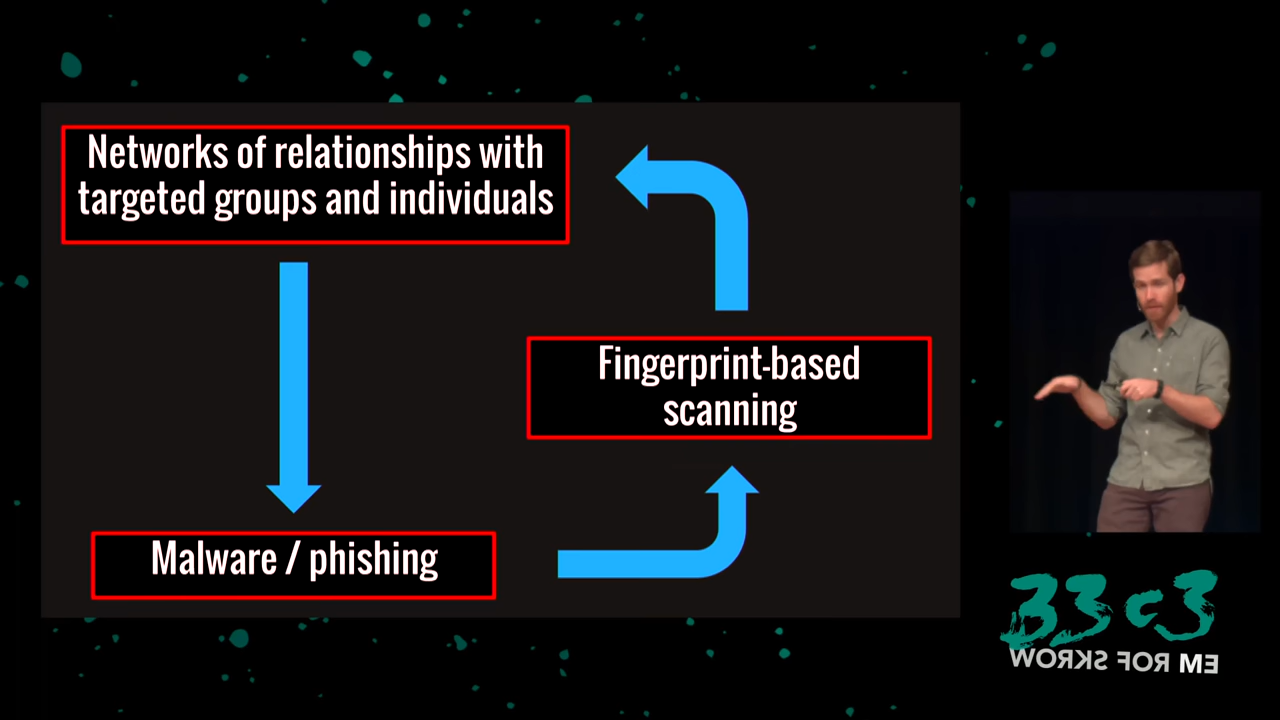 Networks of relationships with
targeted groups and individuals
Fingerprint-based
scanning
Malware / phishing
33c3
WORKS FOR ME